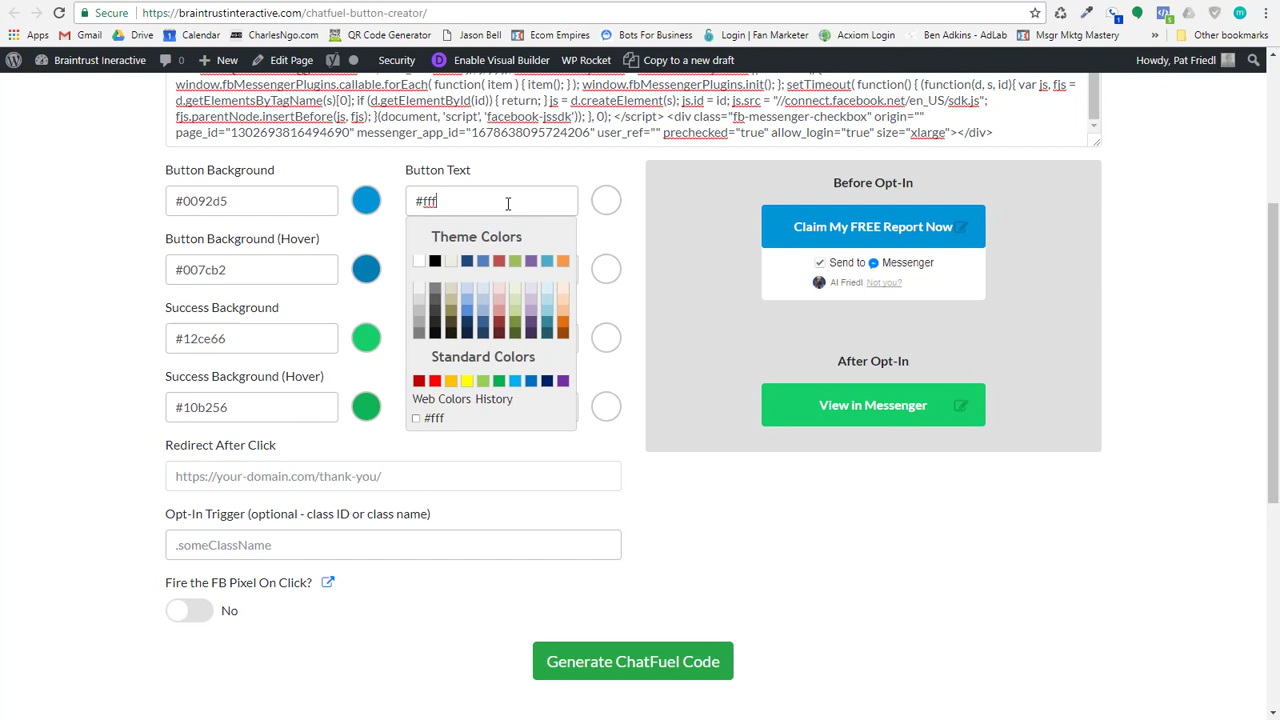 Secure https://braintrustinteractive.com/chatfuel-button-creator/
Apps Gmail Drive Calendar CharlesNgo.com QR Code Generator Jason Bell Ecom Empires Bots For Business Login | Fan Marketer Acxiom Login Ben Adkins - AdLab Msgr Mktg Mastery » Other bookmarks
Braintrust Interactive 0 New Edit Page Security Enable Visual Builder WP Rocket Copy to a new draft Howdy, Pat Friedl
window.fbMessengerPlugins.callable.forEach( function( item ) { item(); }); window.fbMessengerPlugins.init(); }; setTimeout( function() { (function(d, s, id){ var js, fjs =
d.getElementsByTagName(s)[0]; if (d.getElementById(id)) { return; } js = d.createElement(s); js.id = id; js.src = "//connect.facebook.net/en_US/sdk.js";
fjs.parentNode.insertBefore(js, fjs); }(document, 'script', 'facebook-jssdk')); }, 0); </script> <div class="fb-messenger-checkbox" origin=""
page_id="1302693816494690" messenger_app_id="1678638095724206" user_ref="" prechecked="true" allow_login="true" size="xlarge"></div>
Button Background
Button Text
#0092d5
#fff
Button Background (Hover)
#007cb2
Success Background
#12ce66
Success Background (Hover)
#10b256
Theme Colors
Standard Colors
Web Colors History
#fff
Redirect After Click
https://your-domain.com/thank-you/
Opt-In Trigger (optional - class ID or class name)
.someClassName
Fire the FB Pixel On Click?
No
Before Opt-In
Claim My FREE Report Now
Send to Messenger
Al Friedl Not you?
After Opt-In
View in Messenger
Generate ChatFuel Code